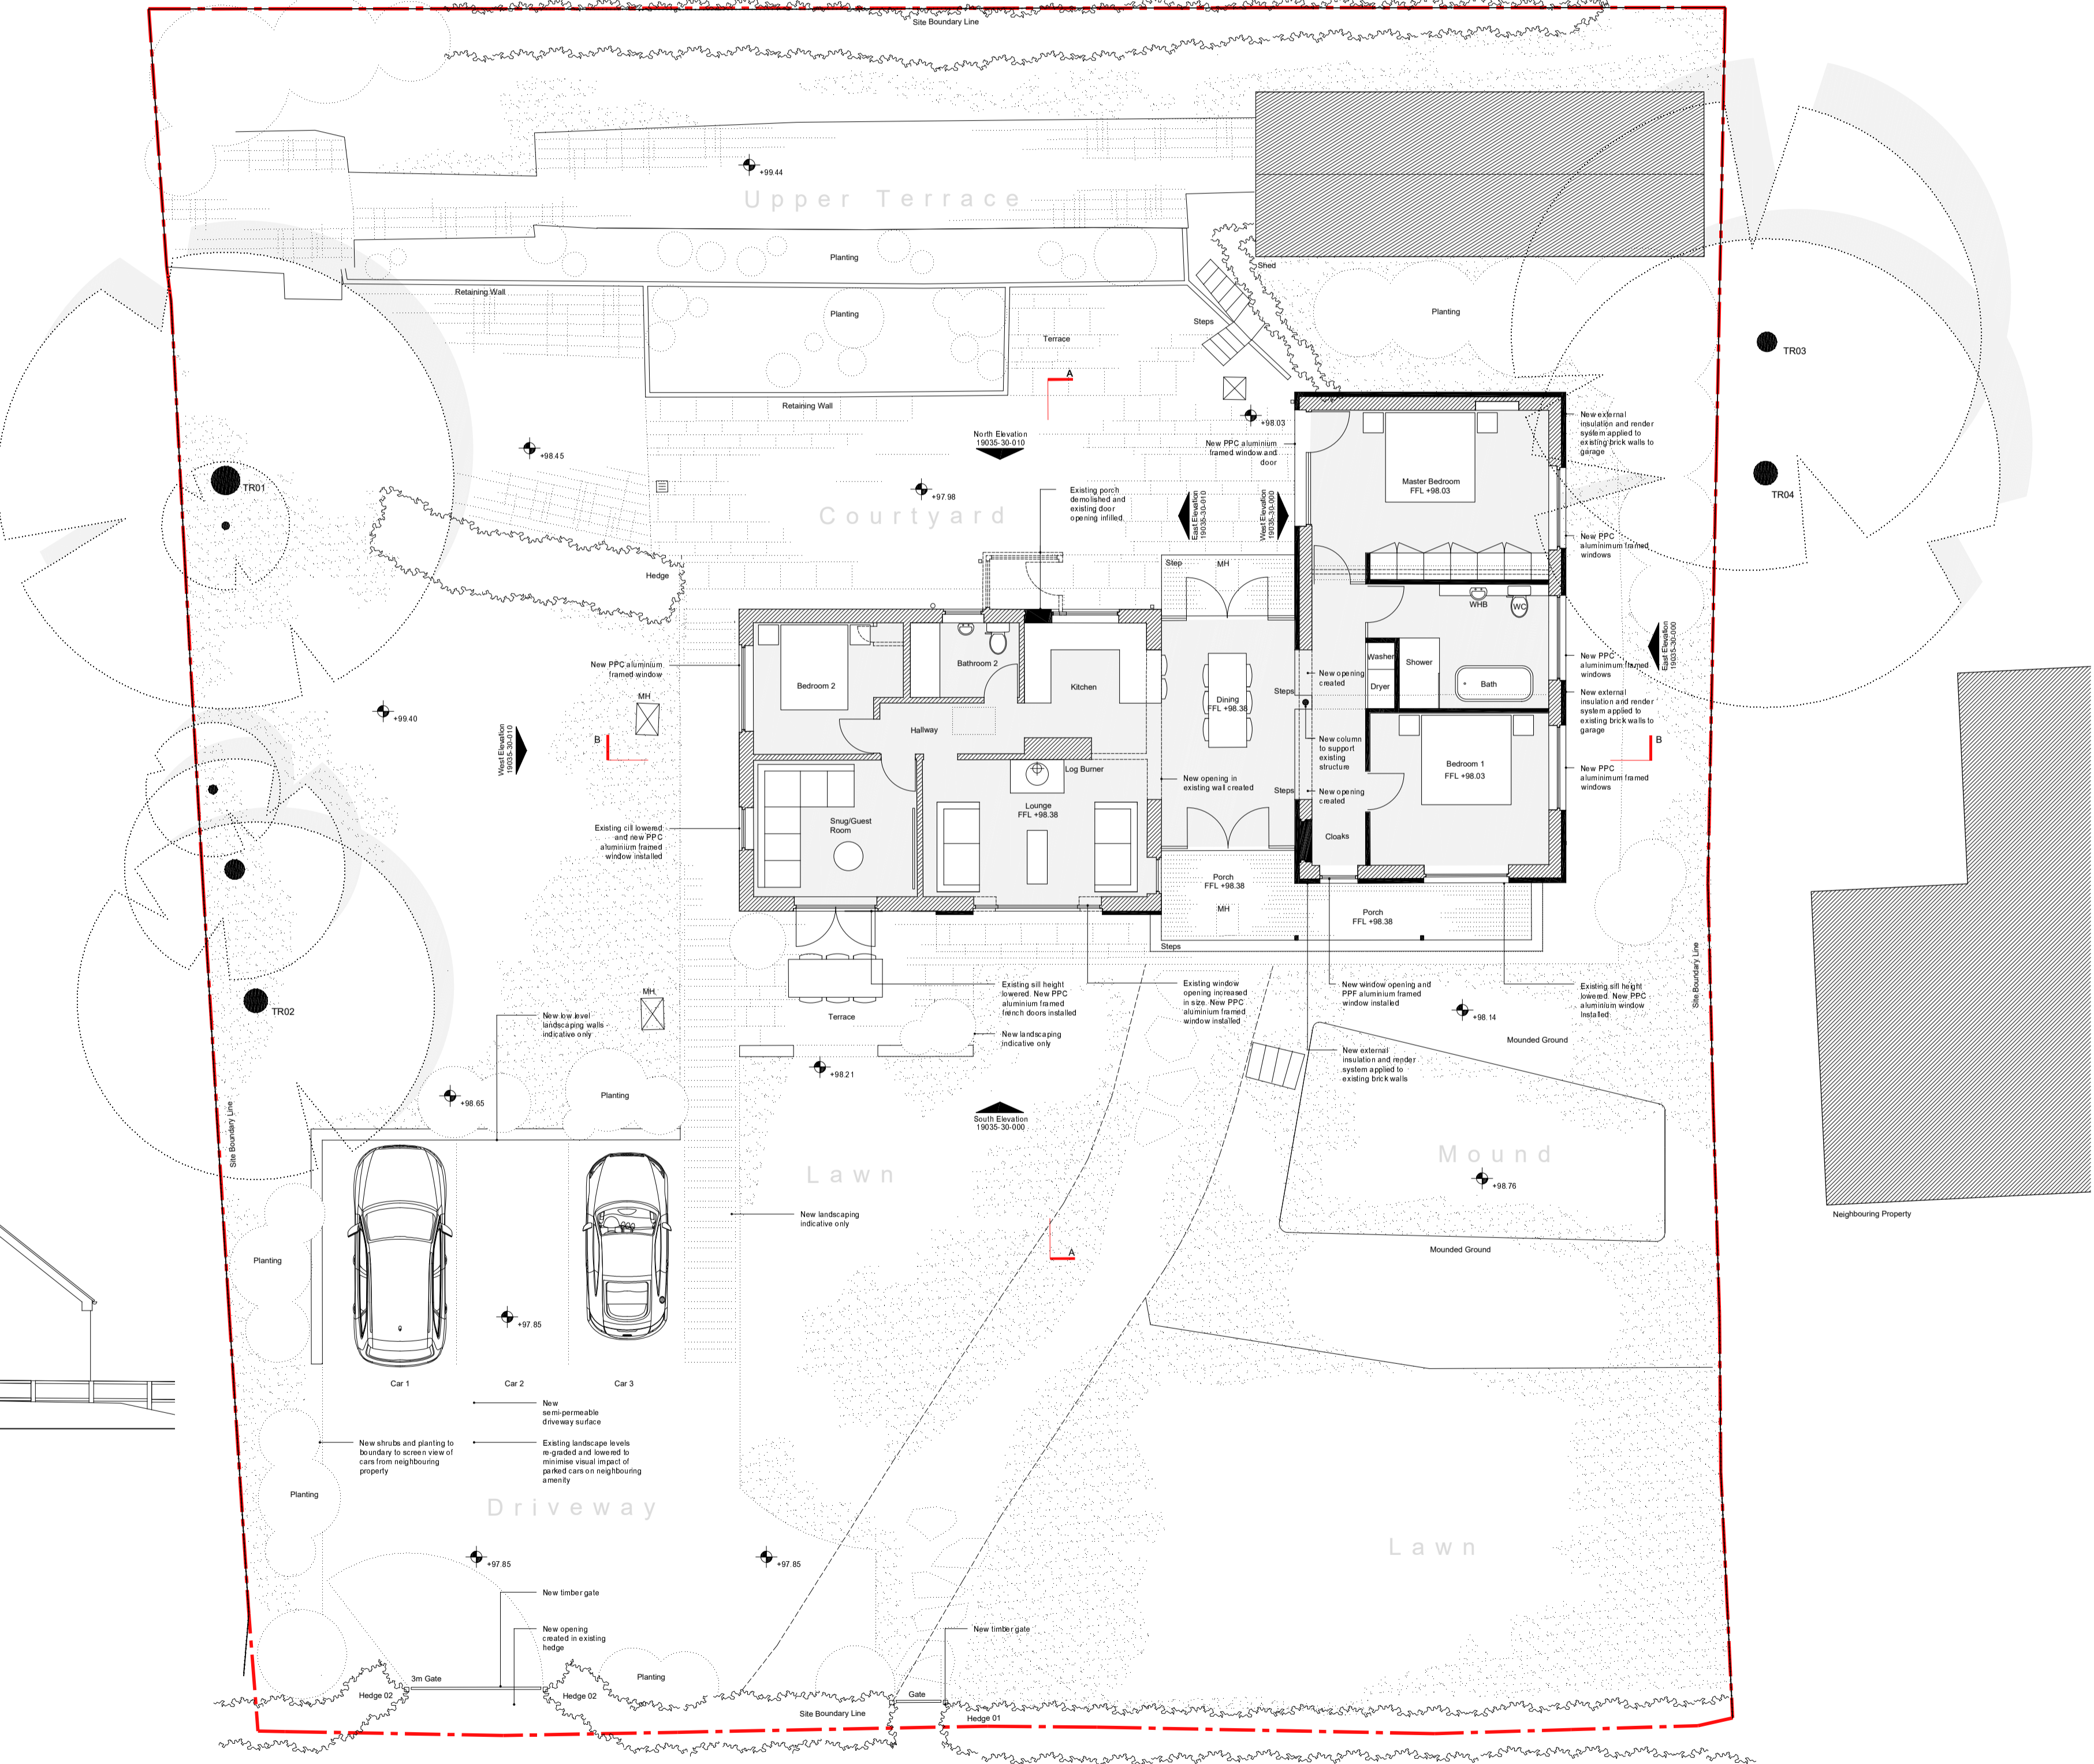 Site Boundary Line
+99.44
Upper Terrace
Planting
Shed
Retaining Wall
Planting
Planting
Steps
Terrace
TR03
A
Retaining Wall
+98.03
New external
insulation and render
system applied to
existing brick walls to
garage
North Elevation
19035-30-010
New PPC aluminium
framed window and
door
+98.45
TR01
+97.98
Existing porch
demolished and
existing door
opening infilled
Courtyard
East Elevation
19035-30-010
West Elevation
19035-30-000
Master Bedroom
FFL +98.03
TR04
New PPC
aluminimum framed
windows
Hedge
Step
MH
WHB
WC
East Elevation
19035-30-000
New PPC aluminium
framed window
Bedroom 2
Bathroom 2
Kitchen
Washer
Dryer
Shower
Bath
New PPC
aluminimum framed
windows
New opening
created
Steps
Dining
FFL +98.38
MH
+99.40
New external
insulation and render
system applied to
existing brick walls to
garage
West Elevation
19035-30-010
B
Hallway
New column
to support
existing
structure
B
Log Burner
Bedroom 1
FFL +98.03
New PPC
aluminimum framed
windows
New opening in
existing wall created
Steps
New opening
created
Lounge
FFL +98.38
Snug/Guest
Room
Existing cill lowered
and new PPC
aluminium framed
window installed
Cloaks
Porch
FFL +98.38
MH
Porch
FFL +98.38
Steps
Site Boundary Line
MH
TR02
Terrace
Existing sill height
lowered. New PPC
aluminium framed
french doors installed
Existing window
opening increased
in size. New PPC
aluminium framed
window installed
New window opening and
PPF aluminium framed
window installed
Existing sill height
lowered. New PPC
aluminium window
installed
New low level
landscaping walls -
indicative only
New landscaping
indicative only
+98.14
Mounded Ground
New external
insulation and render
system applied to
existing brick walls
+98.21
+98.65
Planting
South Elevation
19035-30-000
Site Boundary Line
Lawn
Mound
+98.76
New landscaping
indicative only
Neighbouring Property
A
Mounded Ground
Planting
+97.85
Car 1
Car 2
Car 3
New
semi-permeable
driveway surface
New shrubs and planting to
boundary to screen view of
cars from neighbouring
property
Existing landscape levels
re-graded and lowered to
minimise visual impact of
parked cars on neighbouring
amenity
Planting
Driveway
Lawn
+97.85
+97.85
New timber gate
New opening
created in existing
hedge
New timber gate
3m Gate
Planting
Hedge 02
Hedge 02
Gate
Site Boundary Line
Hedge 01